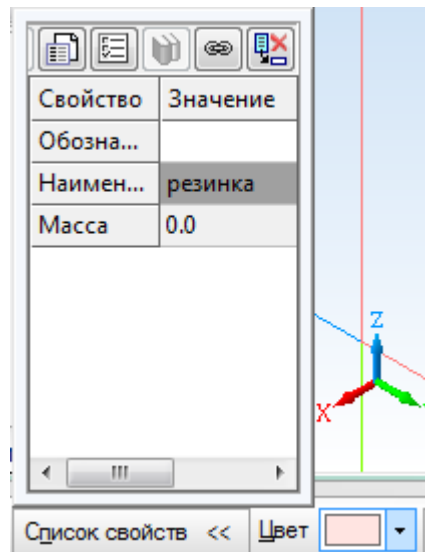 Свойство Значение
Обозна...
Наимен... резинка
Масса 0.0
Z
X
Список свойств << Цвет